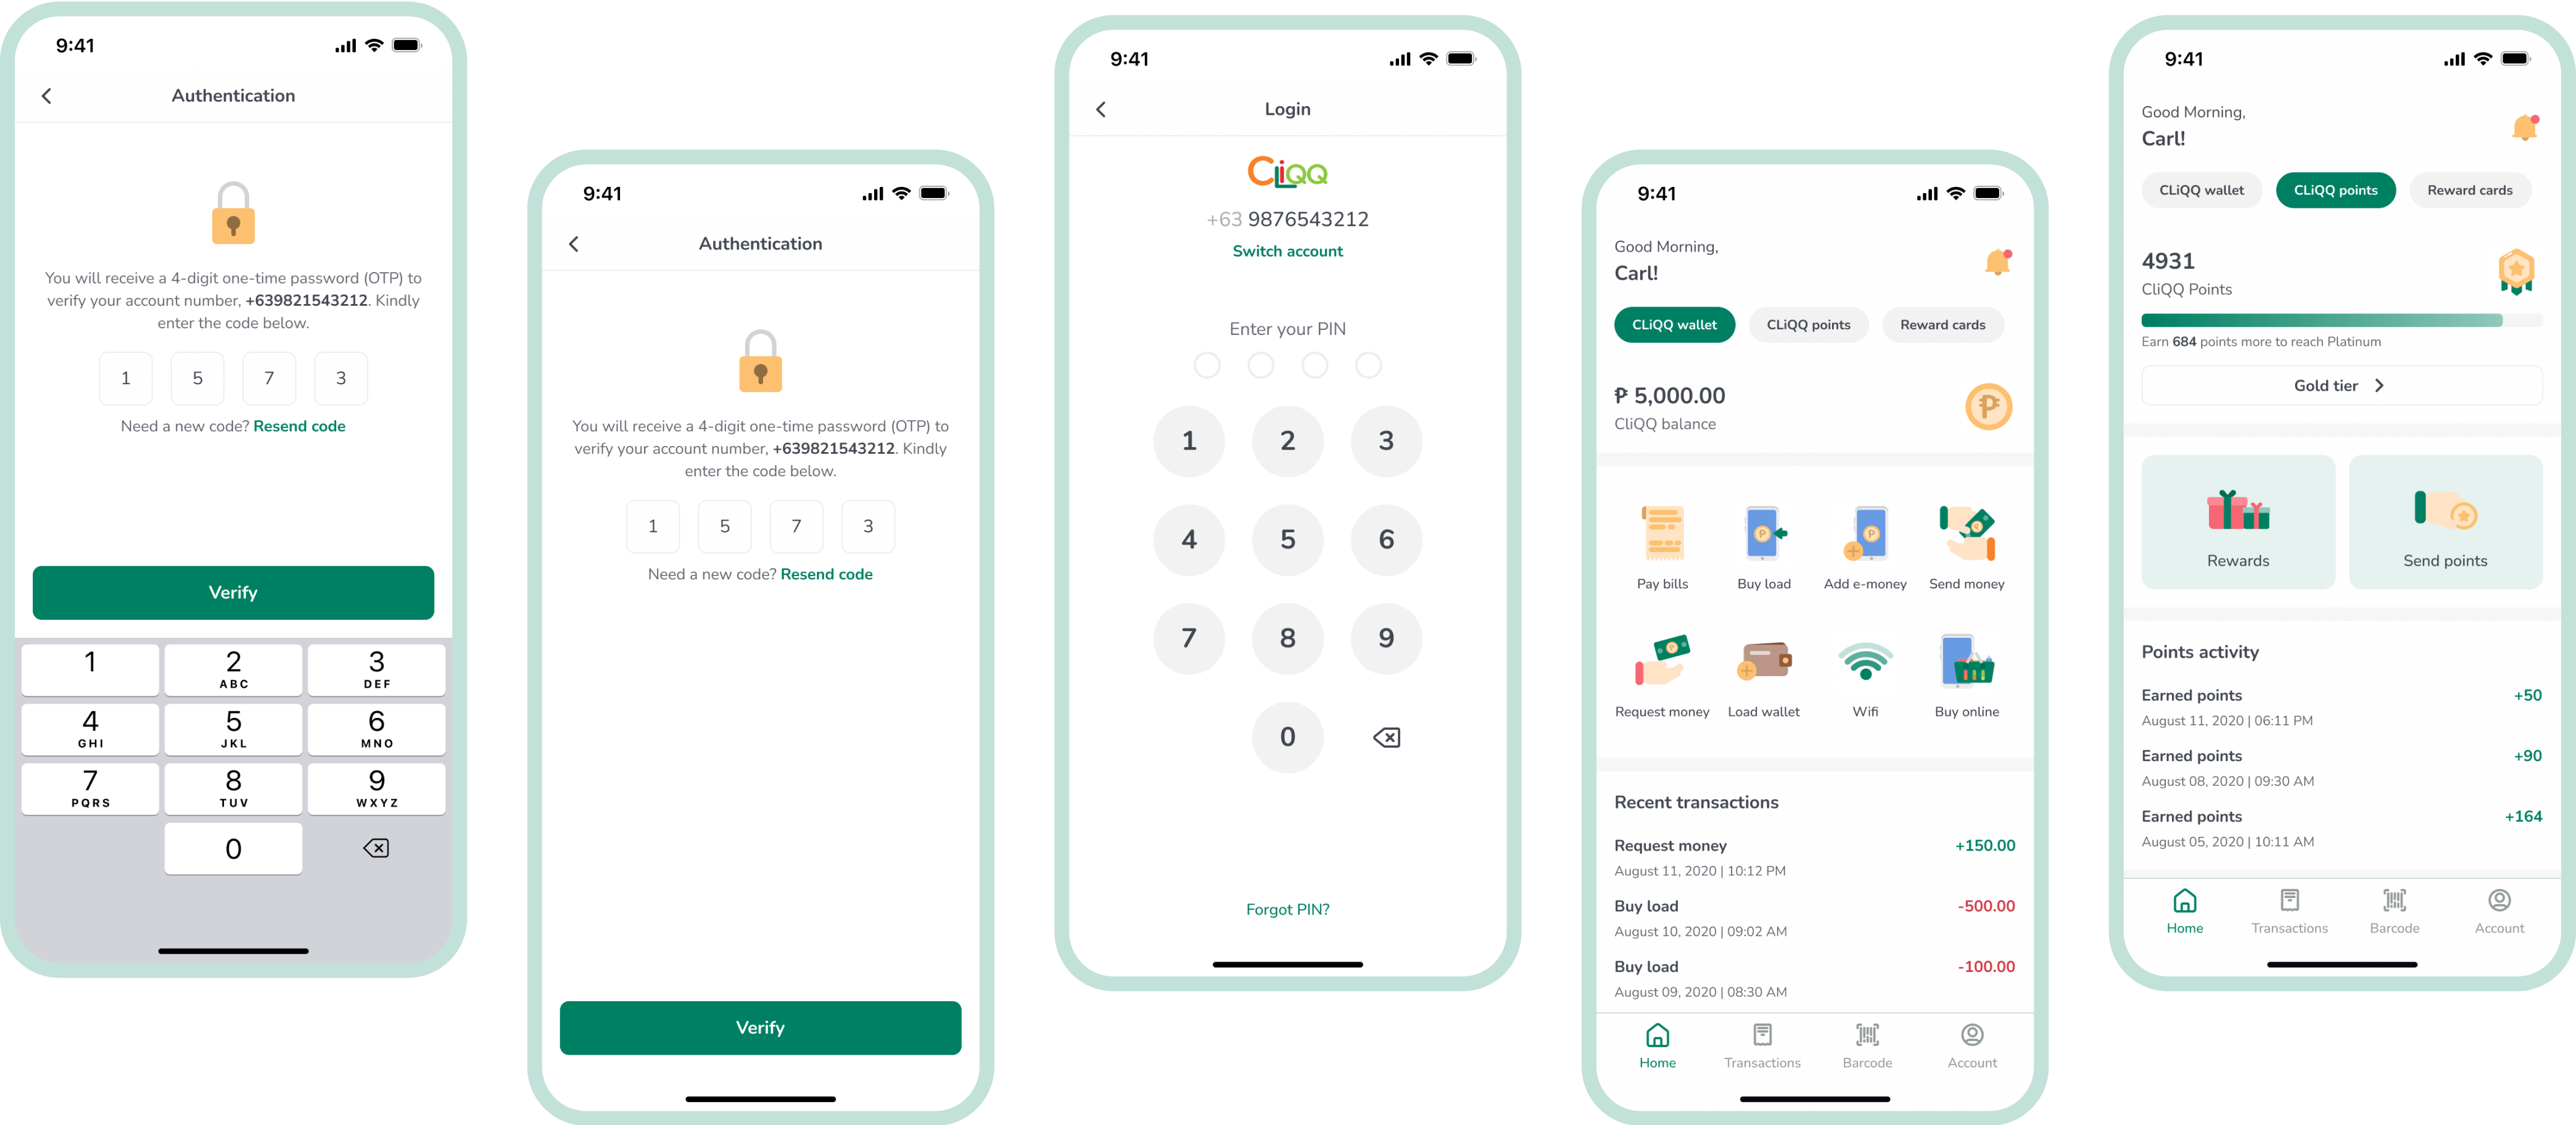 9:41
Authentication
You will receive a 4-digit one-time password (OTP) to
verify your account number, +639821543212. Kindly
enter the code below.
1 5 7 3
Need a new code? Resend code
Verify
1 2 3
ABC DEF
4 5 6
GHI JKL MNO
7 8 9
PQRS TUV WXYZ
0
9:41
Authentication
You will receive a 4-digit one-time password (OTP) to
verify your account number, +639821543212. Kindly
enter the code below.
1 5 7 3
Need a new code? Resend code
Verify
9:41
Login
CLiQQ
+63 9876543212
Switch account
Enter your PIN
1 2 3
4 5 6
7 8 9
0
Forgot PIN?
9:41
Good Morning,
Carl!
CLiQQ wallet CLiQQ points Reward cards
₱ 5,000.00
CliQQ balance
₱
P P
Pay bills Buy load Add e-money Send money
Request money Load wallet Wifi Buy online
Recent transactions
Request money +150.00
August 11, 2020 | 10:12 PM
Buy load -500.00
August 10, 2020 | 09:02 AM
Buy load -100.00
August 09, 2020 | 08:30 AM
Home Transactions Barcode Account
9:41
Good Morning,
Carl!
CLiQQ wallet CLiQQ points Reward cards
4931
CliQQ Points
Earn 684 points more to reach Platinum
Gold tier
Rewards Send points
Points activity
Earned points +50
August 11, 2020 | 06:11 PM
Earned points +90
August 08, 2020 | 09:30 AM
Earned points +164
August 05, 2020 | 10:11 AM
Home Transactions Barcode Account